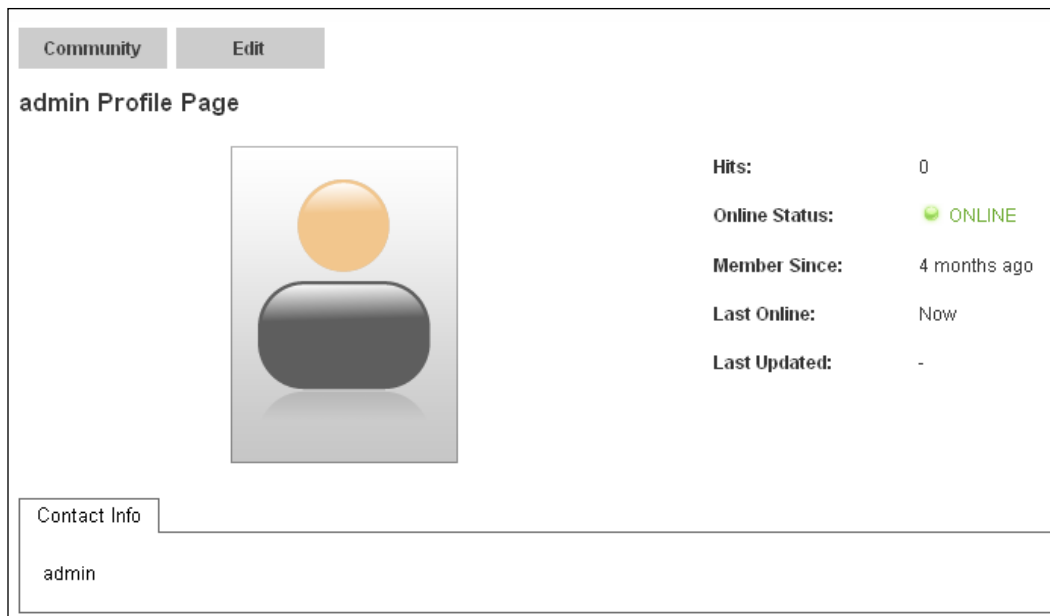 Community Edit
admin Profile Page
Hits: 0
Online Status: ONLINE
Member Since: 4 months ago
Last Online: Now
Last Updated: -
Contact Info
admin